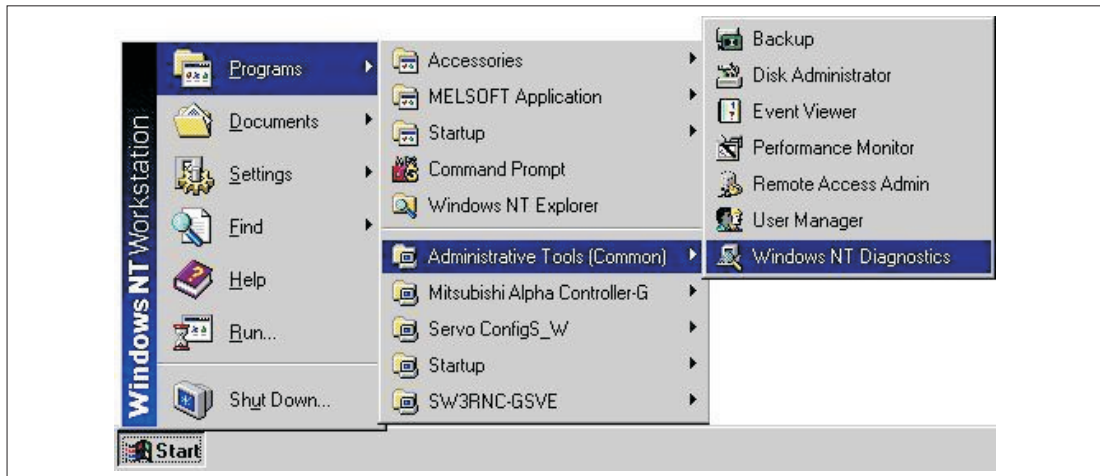 Windows NT Workstation
Programs
Documents
Settings
Find
Help
Run...
Shut Down...
Accessories
MELSOFT Application
Startup
Command Prompt
Windows NT Explorer
Administrative Tools (Common)
Mitsubishi Alpha Controller-G
Servo ConfigS_W
Startup
SW3RNC-GSVE
Backup
Disk Administrator
Event Viewer
Performance Monitor
Remote Access Admin
User Manager
Windows NT Diagnostics
Start